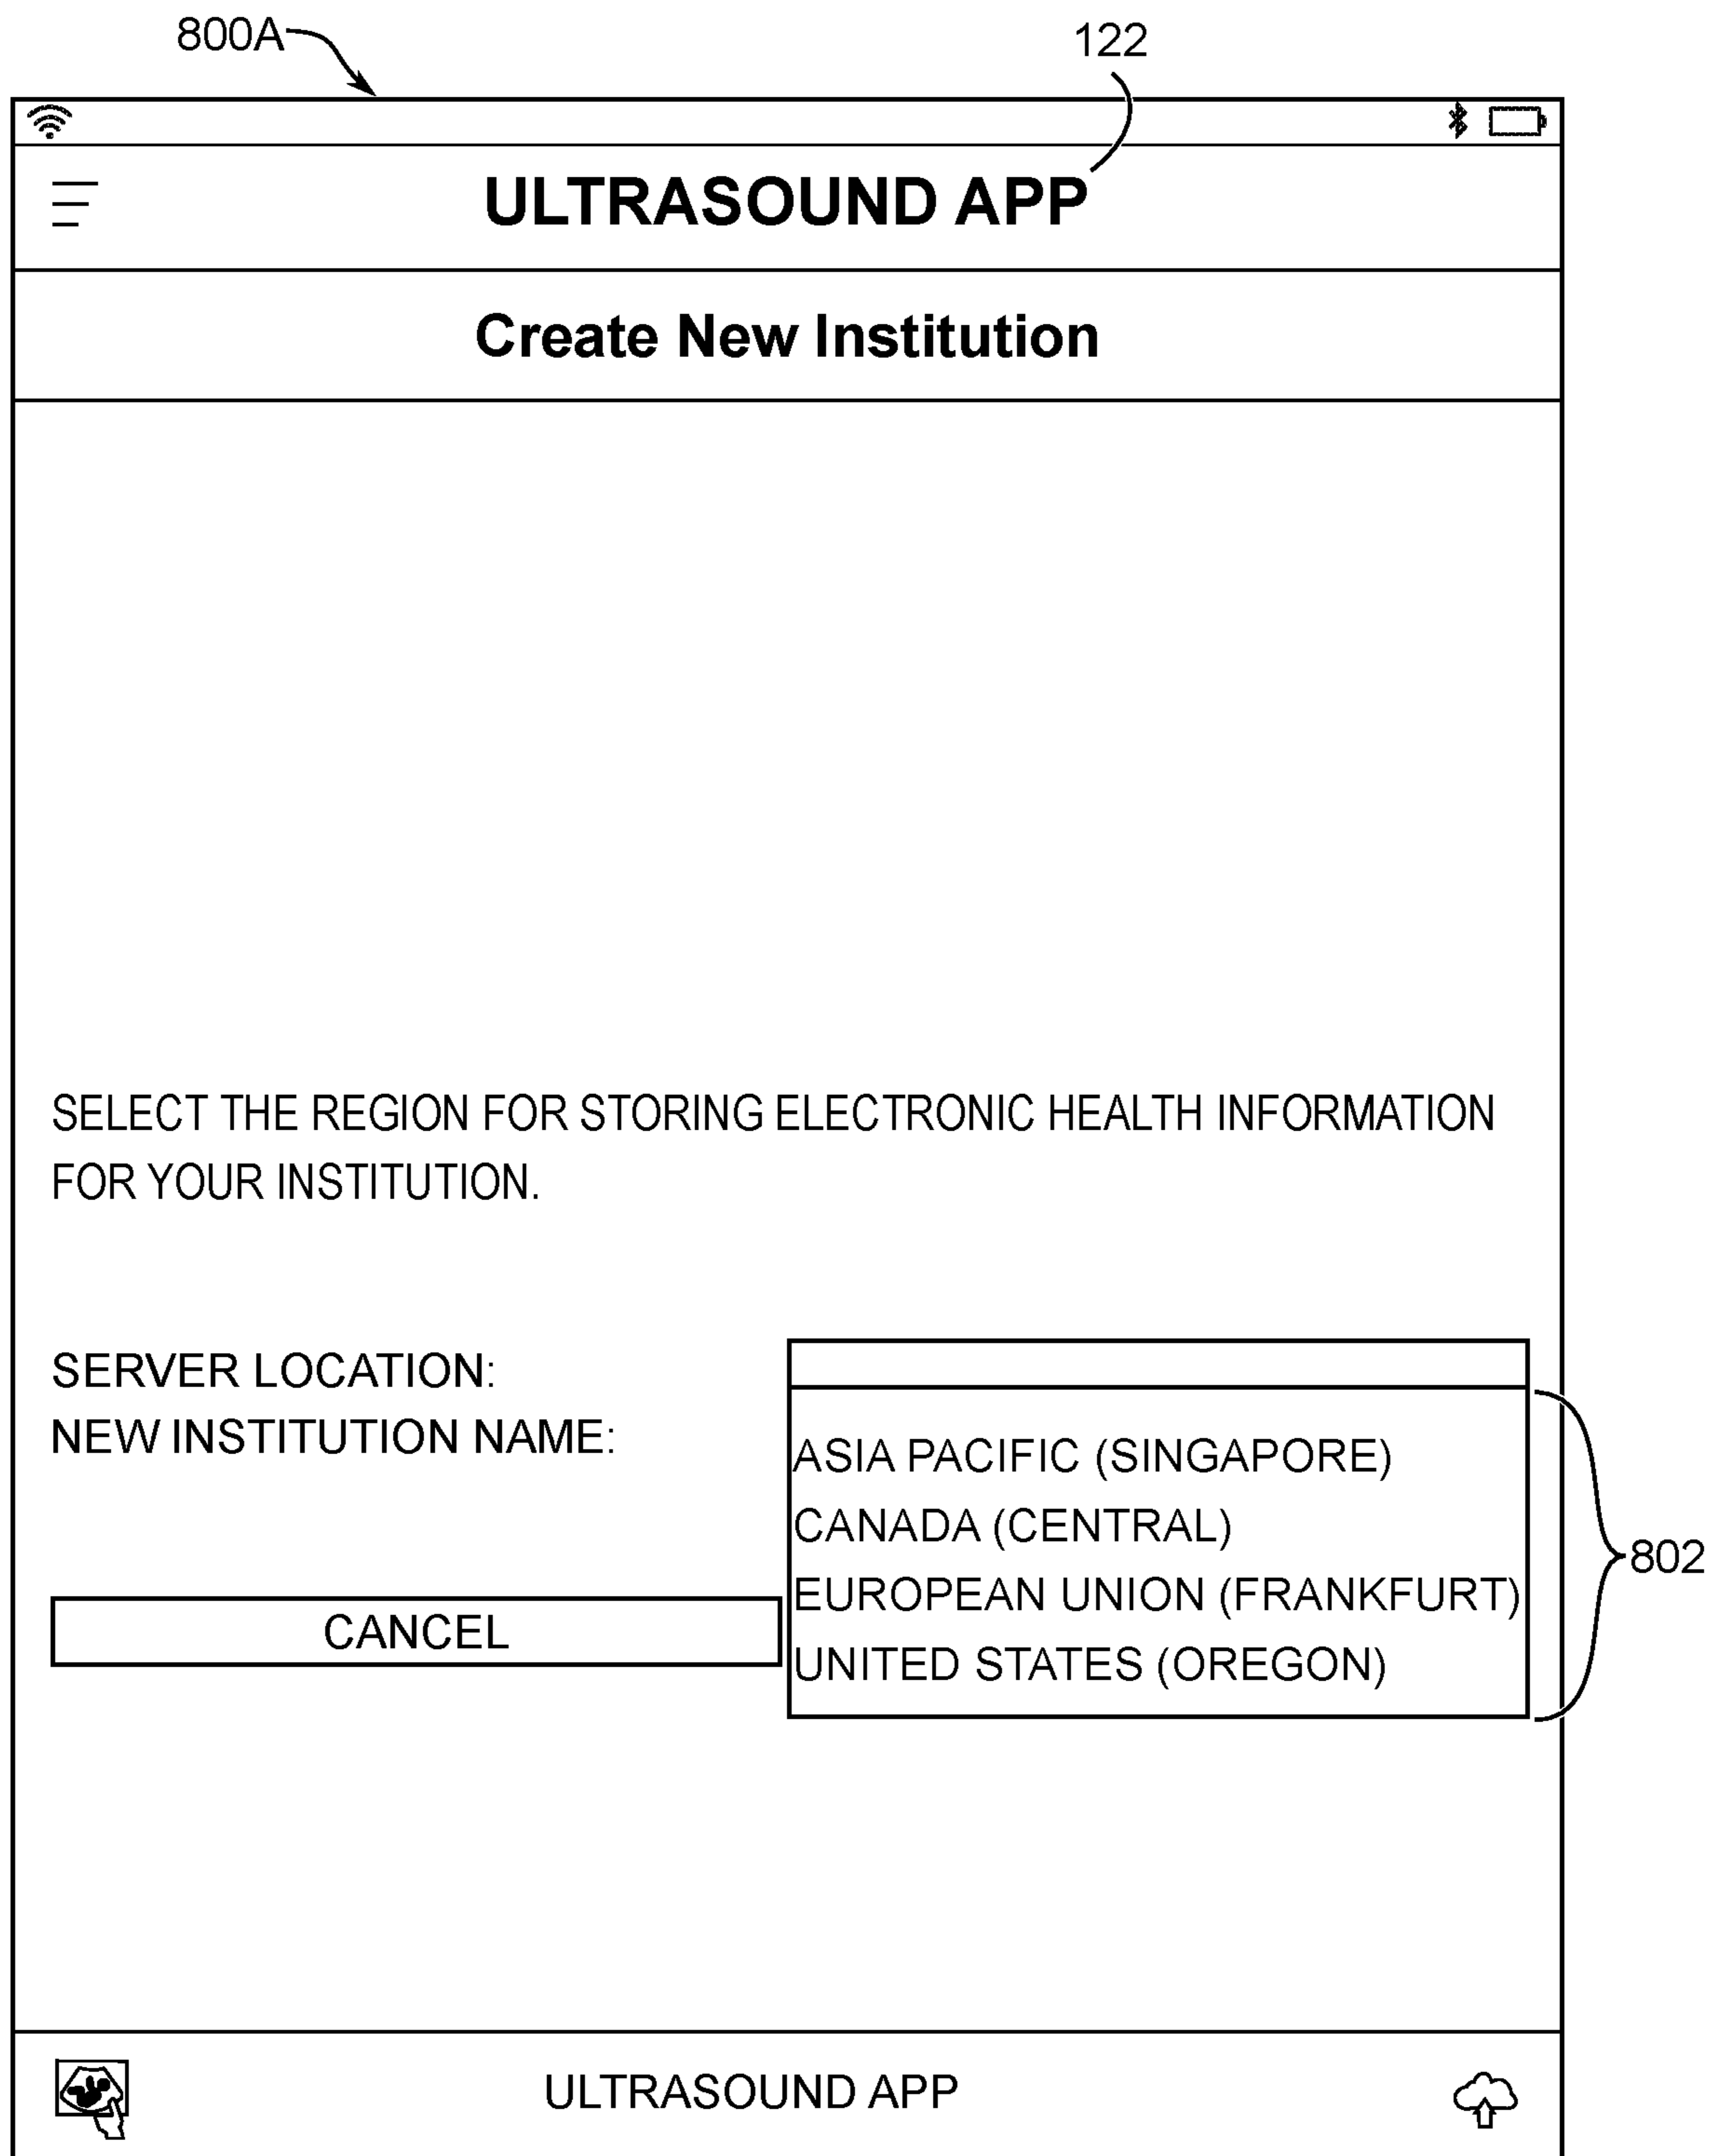 800A
122
ULTRASOUND APP
Create New Institution
SELECT THE REGION FOR STORING ELECTRONIC HEALTH INFORMATION
FOR YOUR INSTITUTION.
SERVER LOCATION:
NEW INSTITUTION NAME:
ASIA PACIFIC (SINGAPORE)
CANADA (CENTRAL)
EUROPEAN UNION (FRANKFURT)
UNITED STATES (OREGON)
802
CANCEL
ULTRASOUND APP